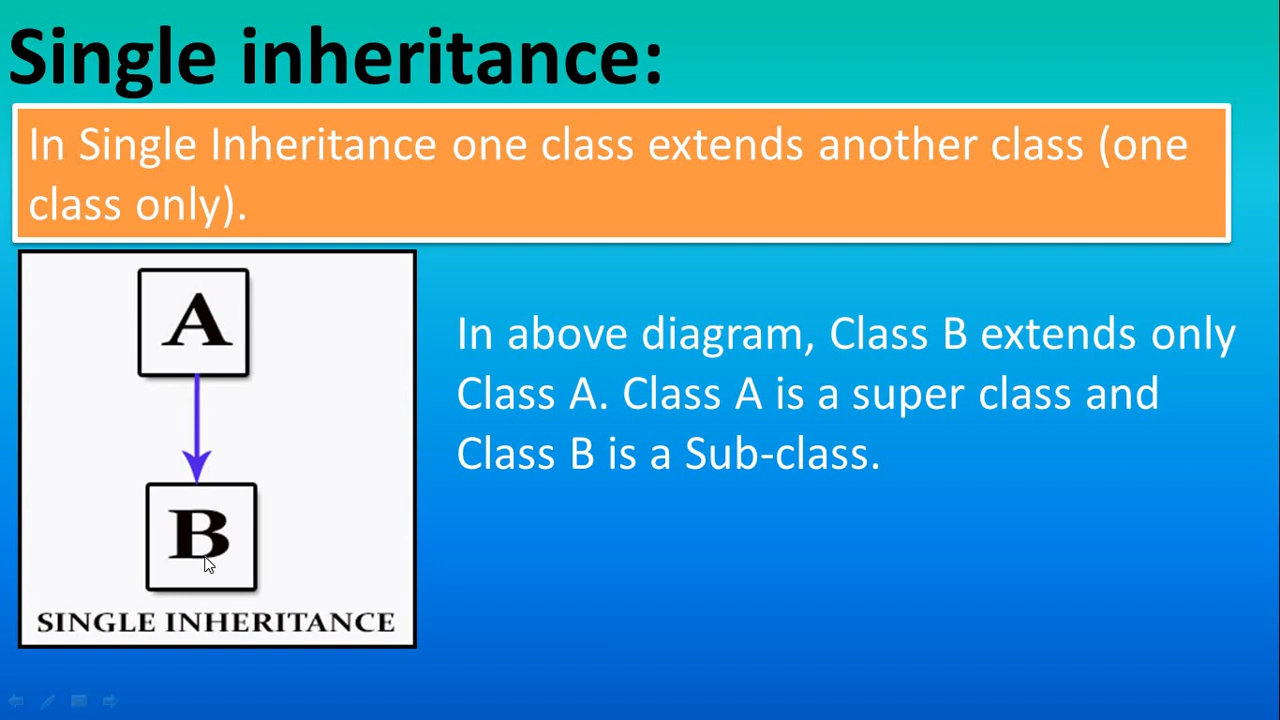 Single inheritance:
In Single Inheritance one class extends another class (one
class only).
A
B
SINGLE INHERITANCE
In above diagram, Class B extends only
Class A. Class A is a super class and
Class B is a Sub-class.